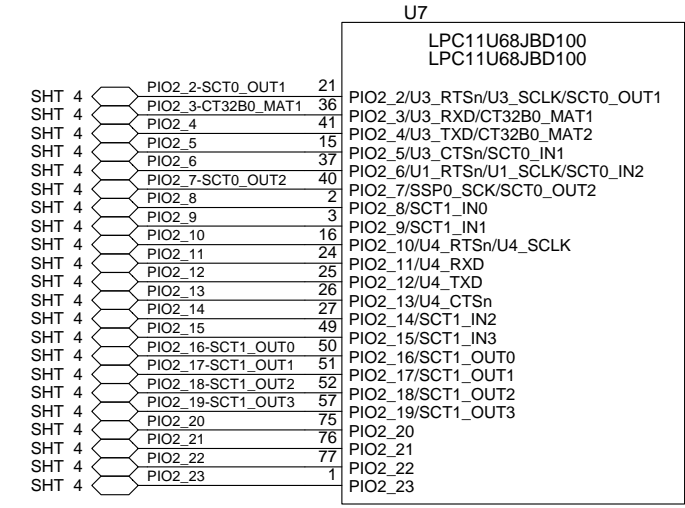 U7
LPC11U68JBD100
LPC11U68JBD100
SHT 4 PIO2_2-SCT0_OUT1 21 PIO2_2/U3_RTSn/U3_SCLK/SCT0_OUT1
SHT 4 PIO2_3-CT32B0_MAT1 36 PIO2_3/U3_RXD/CT32B0_MAT1
SHT 4 PIO2_4 41 PIO2_4/U3_TXD/CT32B0_MAT2
SHT 4 PIO2_5 15 PIO2_5/U3_CTSn/SCT0_IN1
SHT 4 PIO2_6 37 PIO2_6/U1_RTSn/U1_SCLK/SCT0_IN2
SHT 4 PIO2_7-SCT0_OUT2 40 PIO2_7/SSP0_SCK/SCT0_OUT2
SHT 4 PIO2_8 2 PIO2_8/SCT1_IN0
SHT 4 PIO2_9 3 PIO2_9/SCT1_IN1
SHT 4 PIO2_10 16 PIO2_10/U4_RTSn/U4_SCLK
SHT 4 PIO2_11 24 PIO2_11/U4_RXD
SHT 4 PIO2_12 25 PIO2_12/U4_TXD
SHT 4 PIO2_13 26 PIO2_13/U4_CTSn
SHT 4 PIO2_14 27 PIO2_14/SCT1_IN2
SHT 4 PIO2_15 49 PIO2_15/SCT1_IN3
SHT 4 PIO2_16-SCT1_OUT0 50 PIO2_16/SCT1_OUT0
SHT 4 PIO2_17-SCT1_OUT1 51 PIO2_17/SCT1_OUT1
SHT 4 PIO2_18-SCT1_OUT2 52 PIO2_18/SCT1_OUT2
SHT 4 PIO2_19-SCT1_OUT3 57 PIO2_19/SCT1_OUT3
SHT 4 PIO2_20 75 PIO2_20
SHT 4 PIO2_21 76 PIO2_21
SHT 4 PIO2_22 77 PIO2_22
SHT 4 PIO2_23 1 PIO2_23